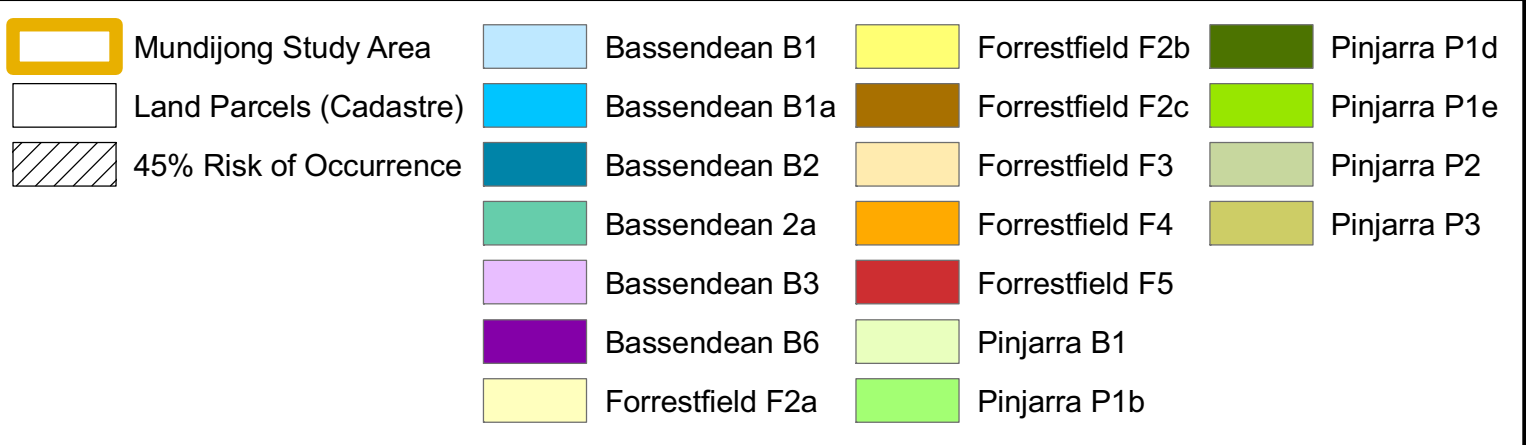 Mundijong Study Area
Land Parcels (Cadastre)
45% Risk of Occurrence
Bassendean B1
Bassendean B1a
Bassendean B2
Bassendean 2a
Bassendean B3
Bassendean B6
Forrestfield F2a
Forrestfield F2b
Forrestfield F2c
Forrestfield F3
Forrestfield F4
Forrestfield F5
Pinjarra B1
Pinjarra P1b
Pinjarra P1d
Pinjarra P1e
Pinjarra P2
Pinjarra P3